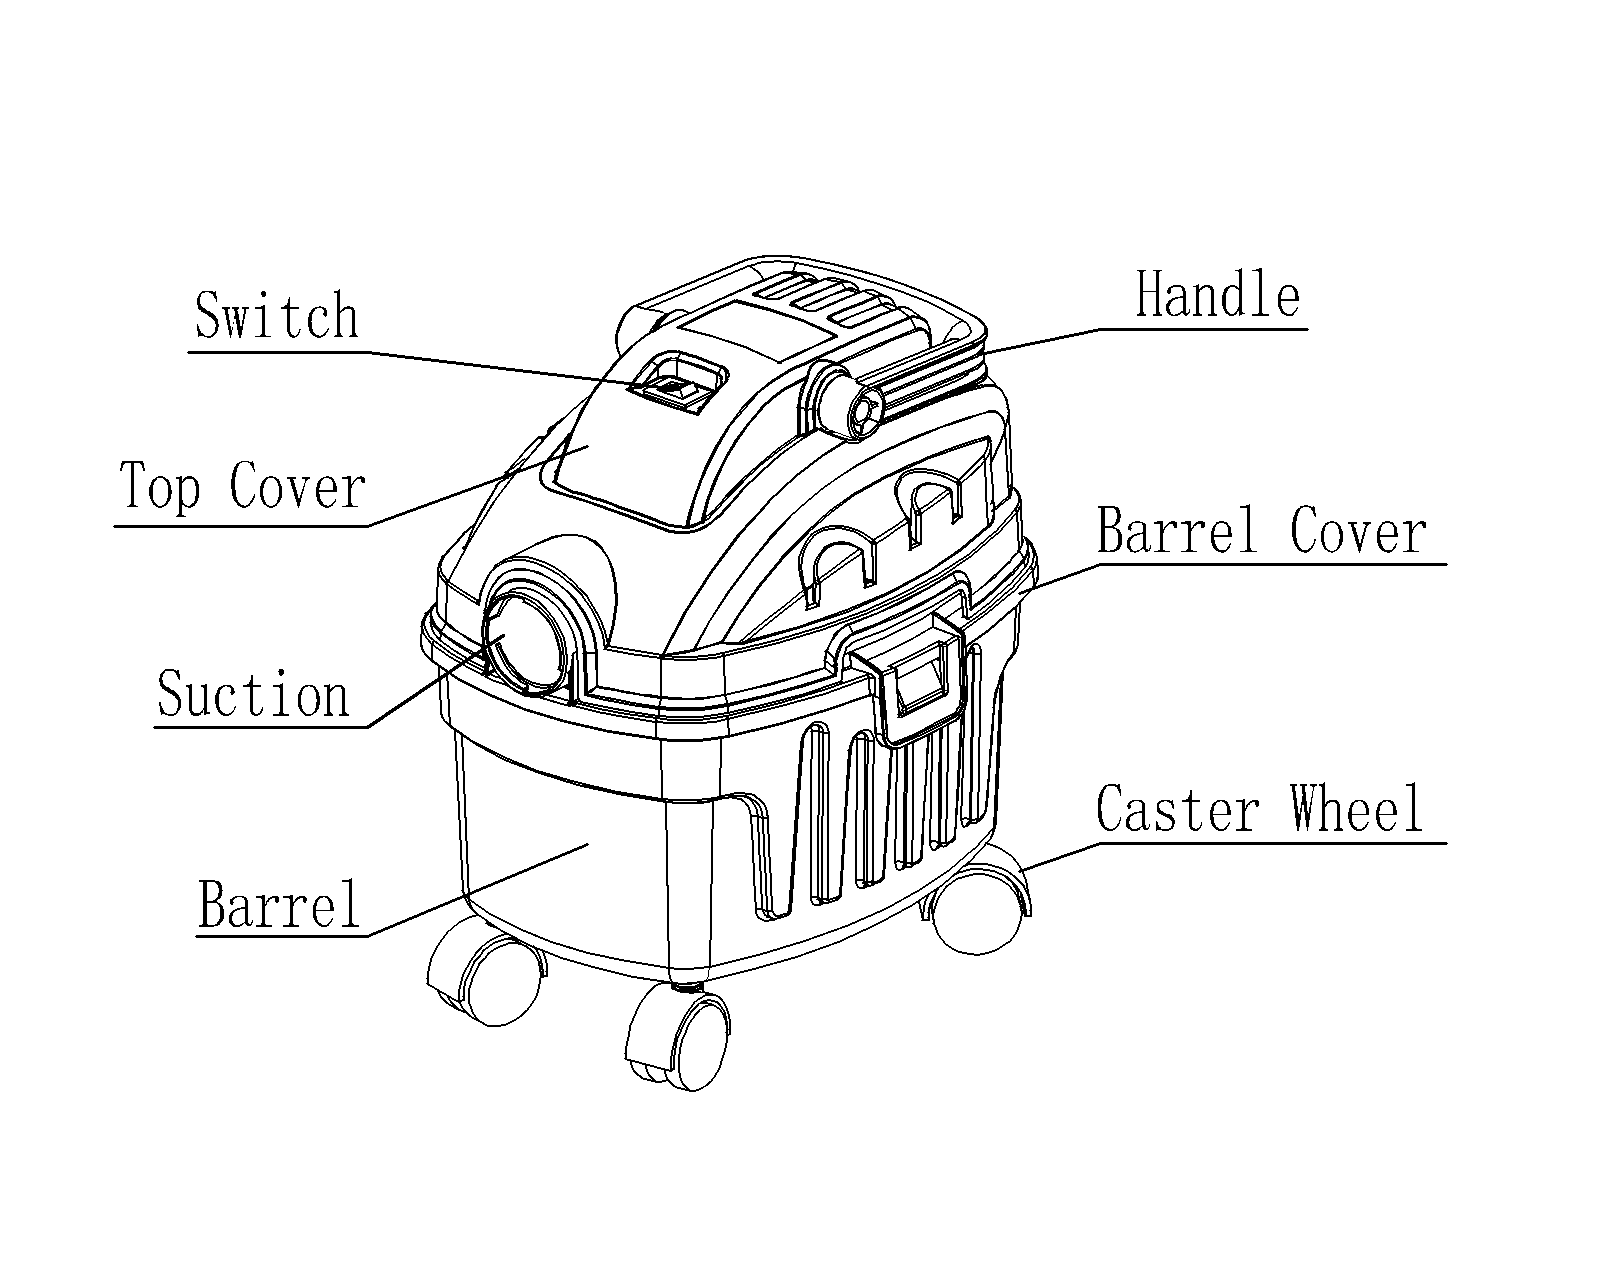 Switch
Handle
Top Cover
Barrel Cover
Suction
Caster Wheel
Barrel